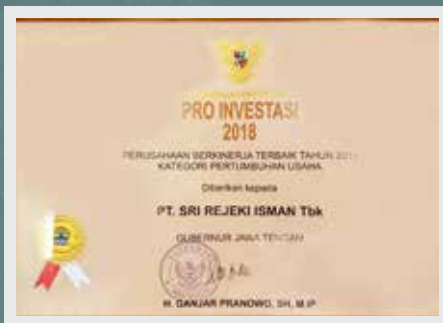 PRO INVESTASI
2018
PERUSAHAAN BERKINERJA TERBAIK TAHUN
KATEGORI PERTUMBUHAN USAHA
Diberikan kepada
PT. SRI REJEKI ISMAN Tbk
GUBERNUR JAWA TENGAH
H. GANJAR PRANOWO, SH, M.IP